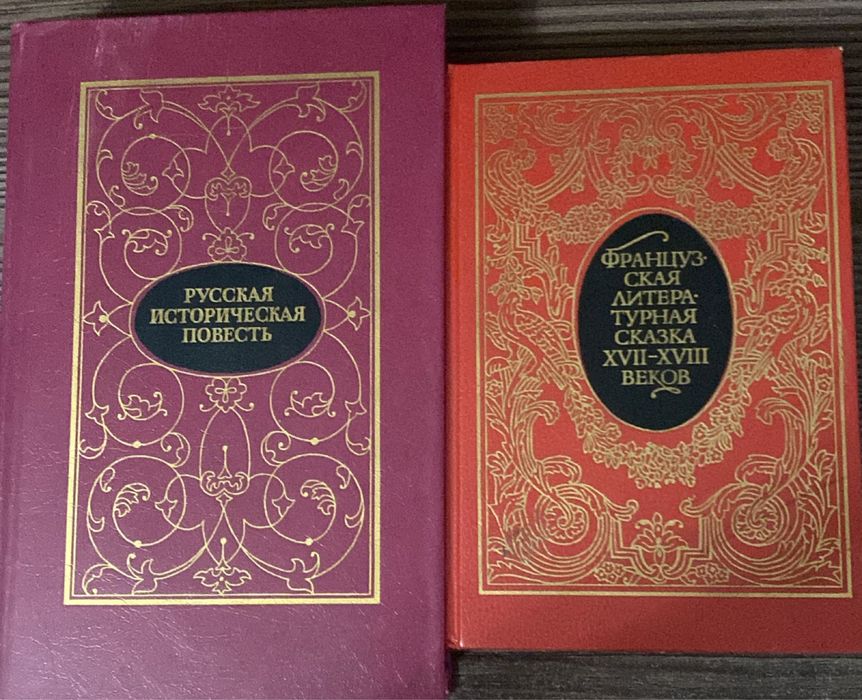 РУССКАЯ
ИСТОРИЧЕСКАЯ
ПОВЕСТЬ
ФРАНЦУЗ-
СКАЯ
ЛИТЕРА-
ТУРНАЯ
СКАЗКА
XVII–XVIII
ВЕКОВ